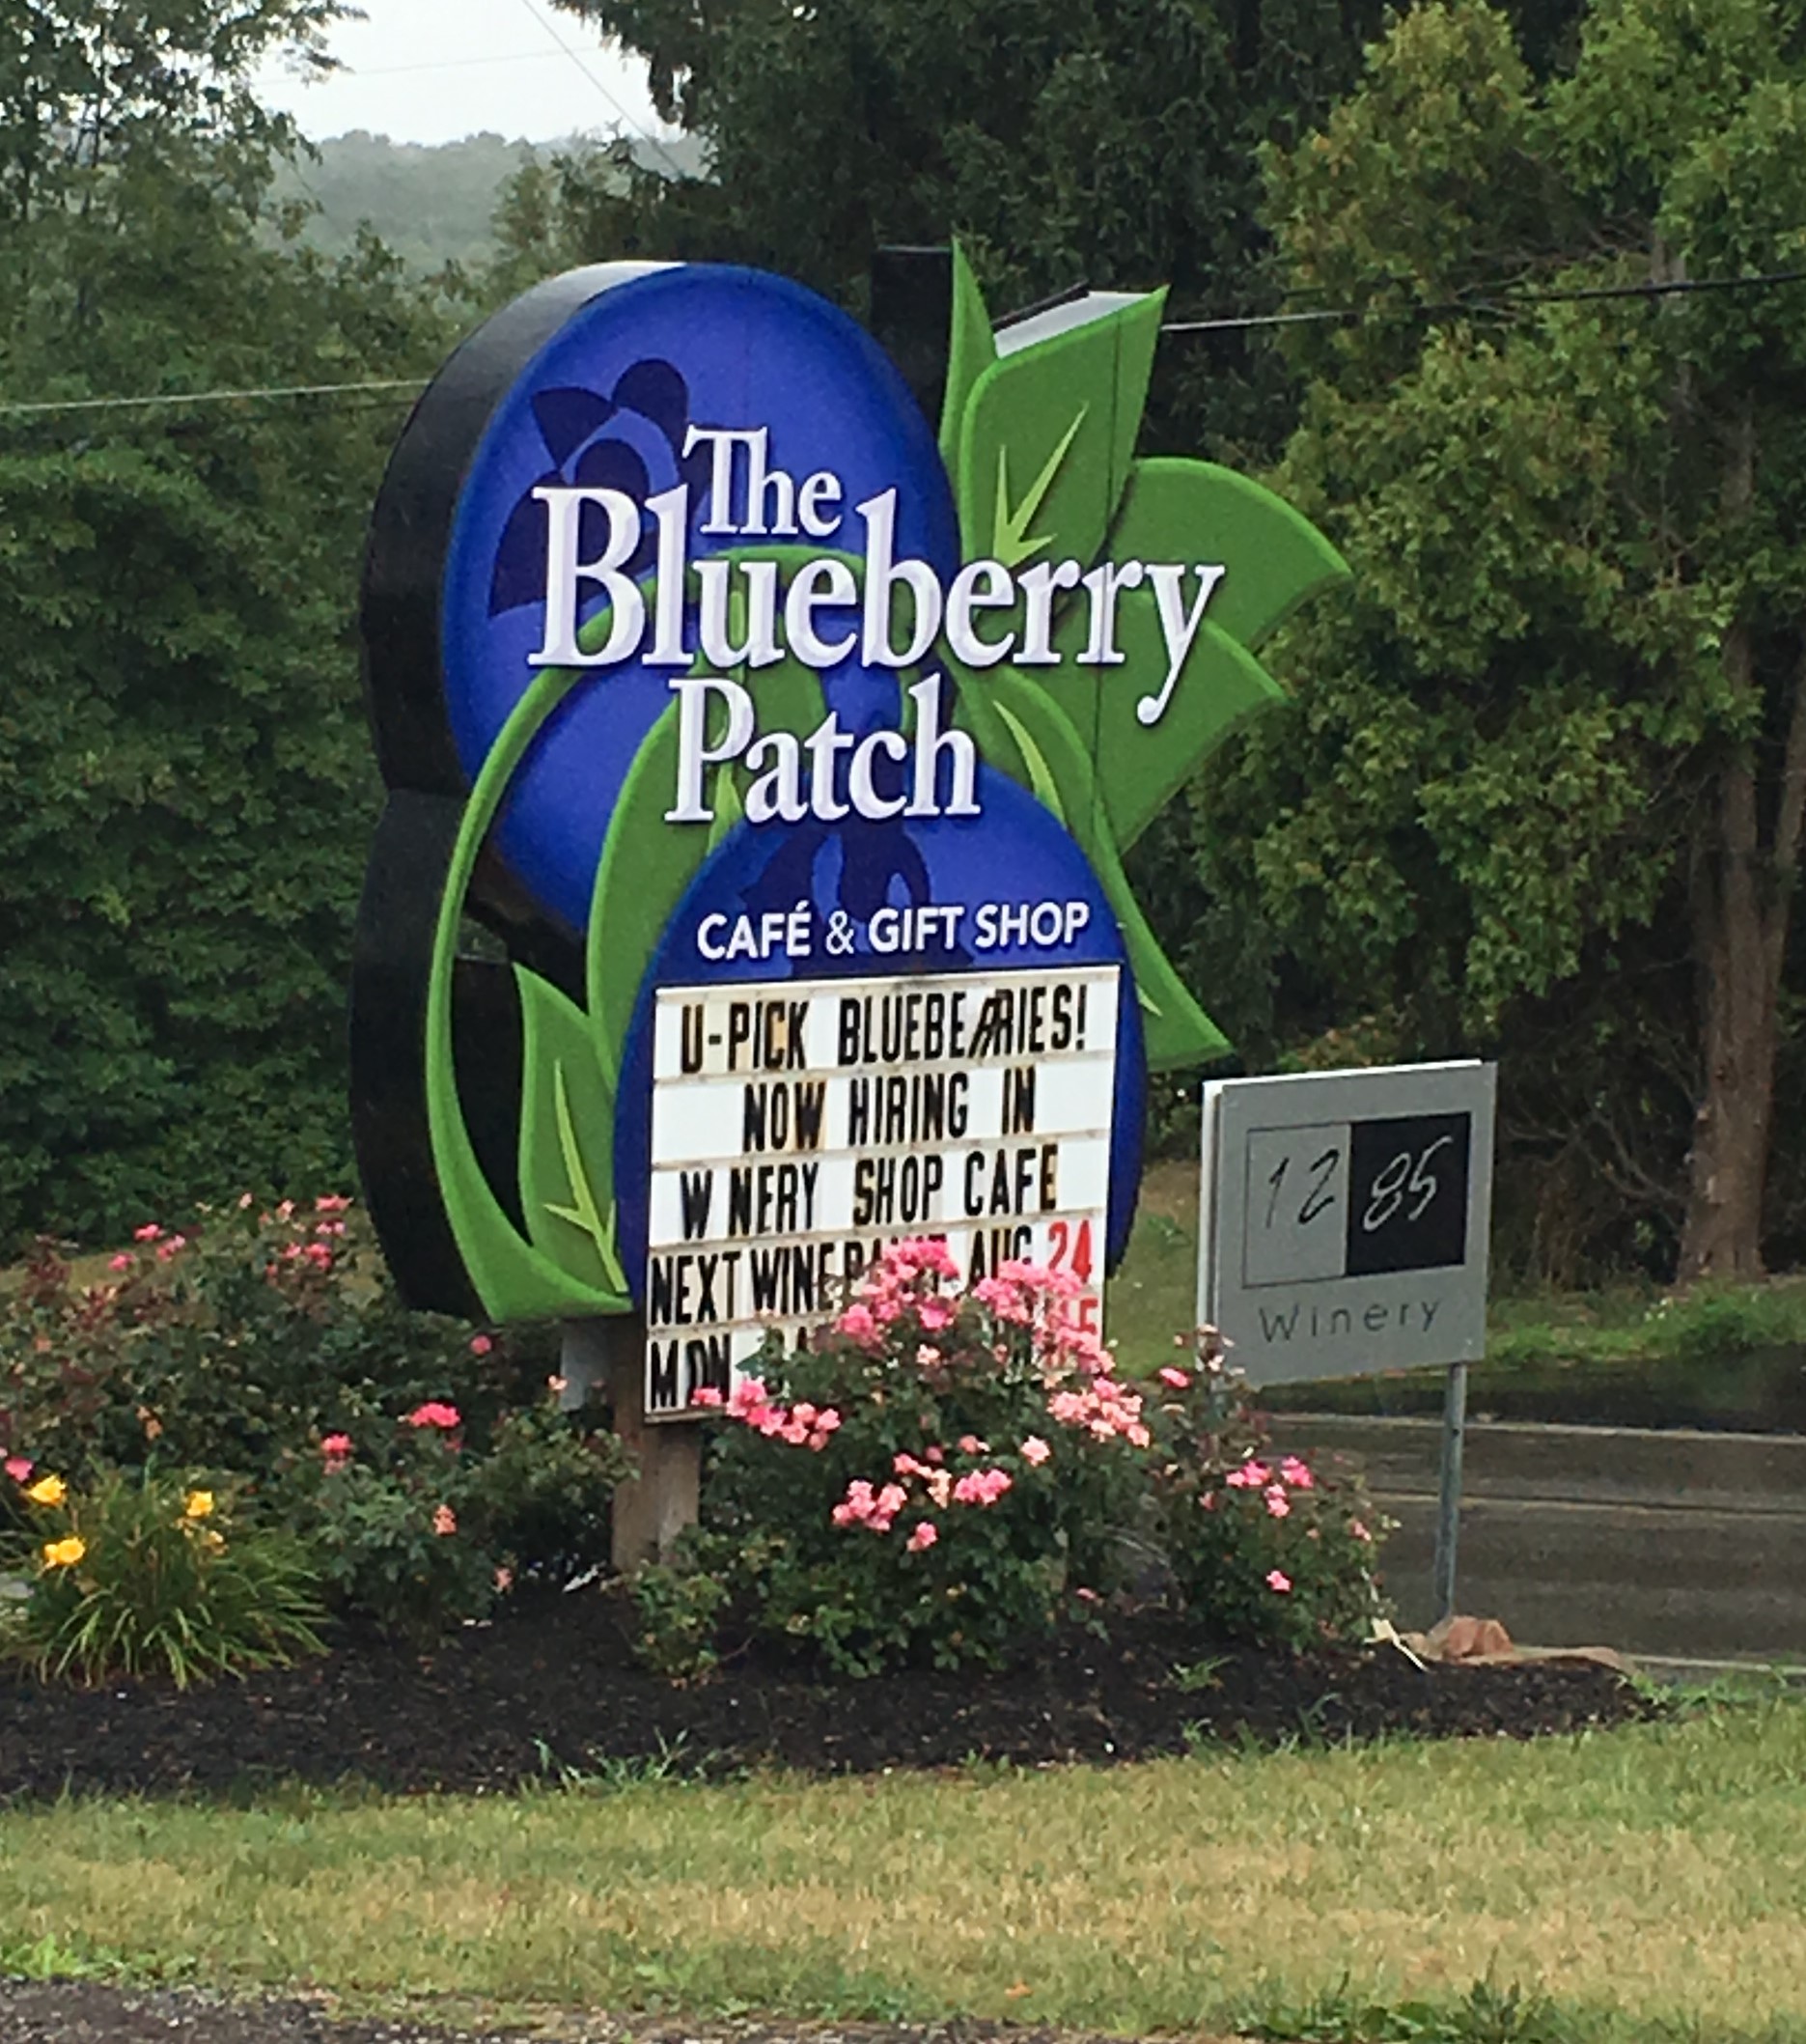 The
Blueberry
Patch
CAFÉ & GIFT SHOP
U-PICK BLUEBERRIES!
NOW HIRING IN
W NERY SHOP CAFE
NEXT AUG 24
12 85
Winery